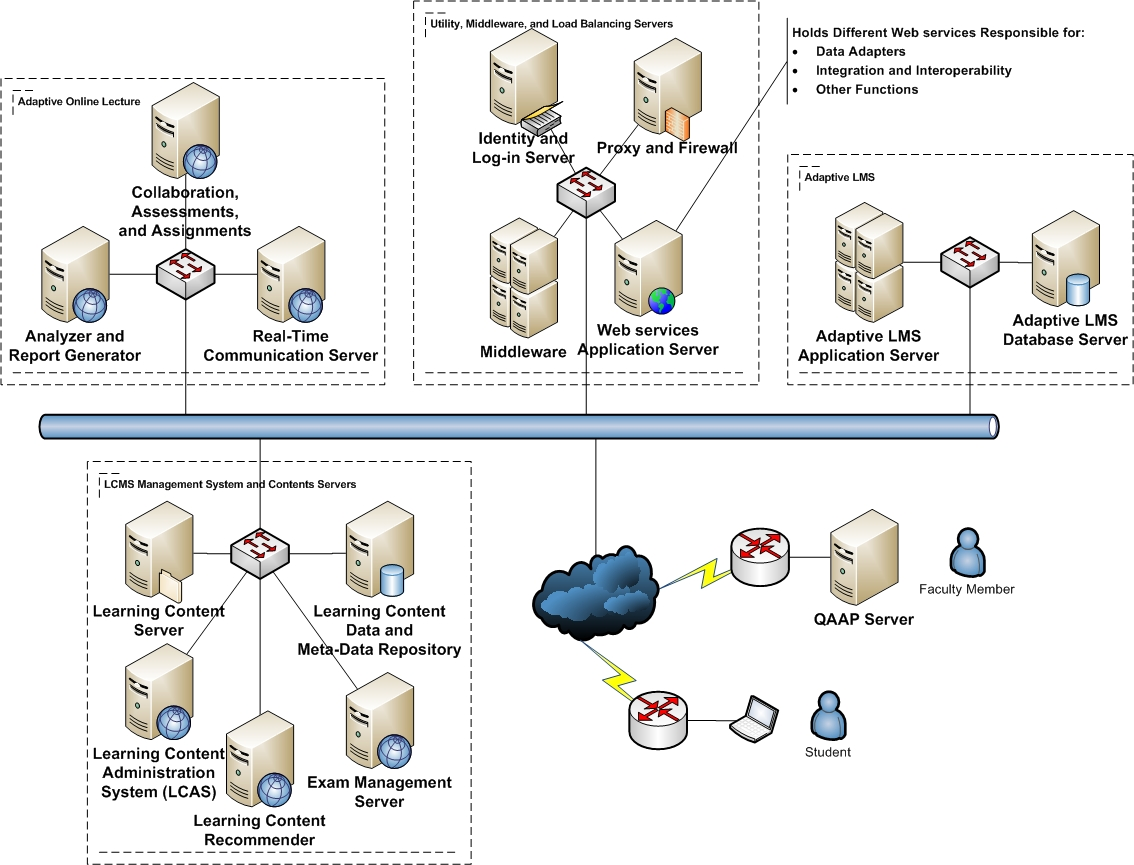 Utility, Middleware, and Load Balancing Servers
Identity and
Log-in Server
Proxy and Firewall
Middleware
Web services
Application Server
Holds Different Web services Responsible for:
• Data Adapters
• Integration and Interoperability
• Other Functions
Adaptive Online Lecture
Collaboration,
Assessments,
and Assignments
Analyzer and
Report Generator
Real-Time
Communication Server
Adaptive LMS
Adaptive LMS
Application Server
Adaptive LMS
Database Server
LCMS Management System and Contents Servers
Learning Content
Server
Learning Content
Data and
Meta-Data Repository
Learning Content
Administration
System (LCAS)
Learning Content
Recommender
Exam Management
Server
QAAP Server
Faculty Member
Student